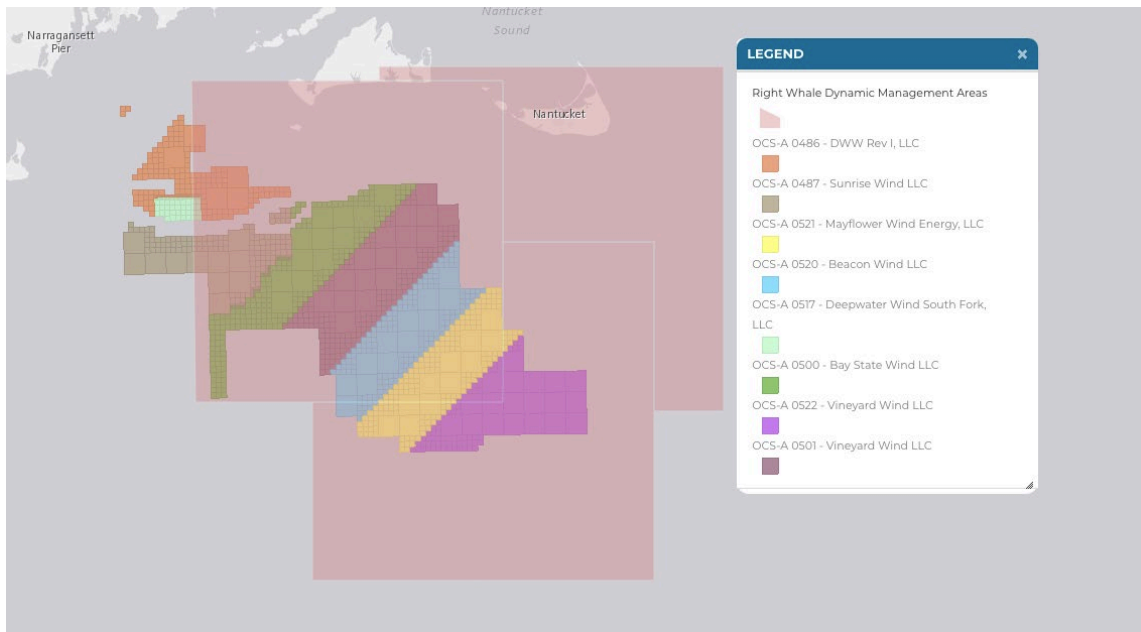 Nantucket
Sound
Narragansett
Pier
Nantucket
LEGEND ×
Right Whale Dynamic Management Areas
OCS-A 0486 - DWW Rev I, LLC
OCS-A 0487 - Sunrise Wind LLC
OCS-A 0521 - Mayflower Wind Energy, LLC
OCS-A 0520 - Beacon Wind LLC
OCS-A 0517 - Deepwater Wind South Fork,
LLC
OCS-A 0500 - Bay State Wind LLC
OCS-A 0522 - Vineyard Wind LLC
OCS-A 0501 - Vineyard Wind LLC